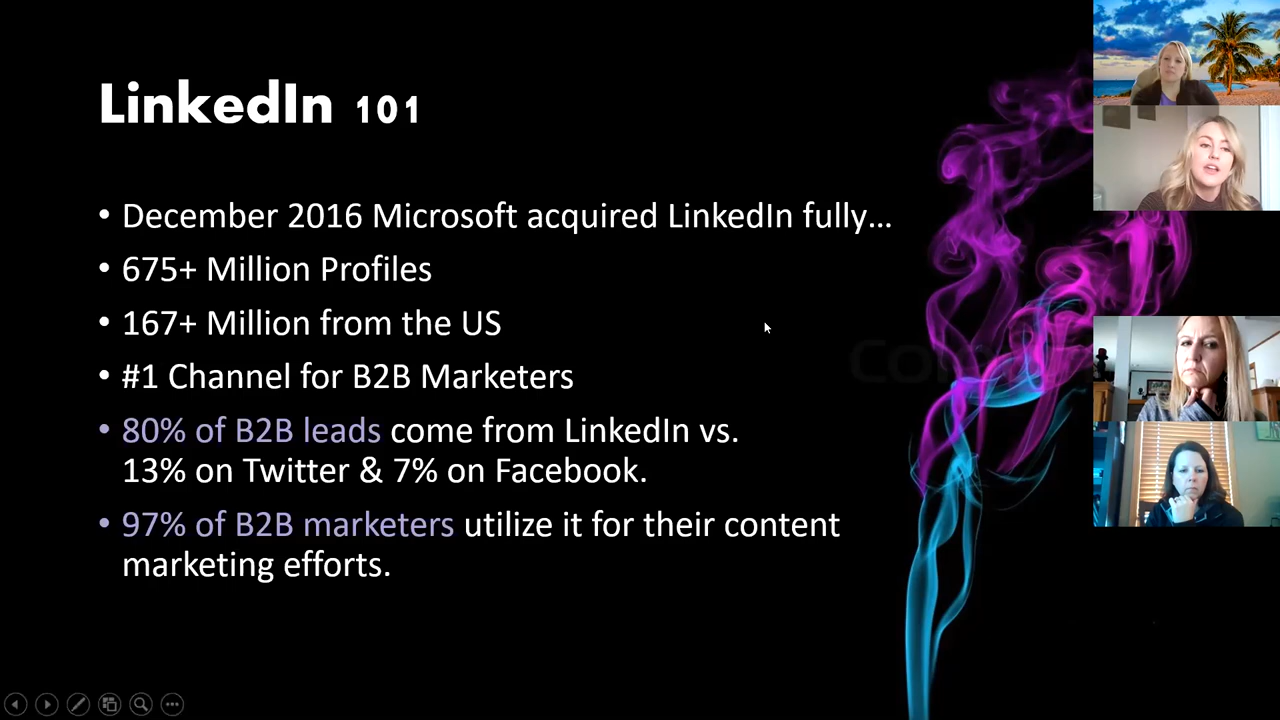 LinkedIn 101
• December 2016 Microsoft acquired LinkedIn fully...
• 675+ Million Profiles
• 167+ Million from the US
• #1 Channel for B2B Marketers
• 80% of B2B leads come from LinkedIn vs.
13% on Twitter & 7% on Facebook.
• 97% of B2B marketers utilize it for their content
marketing efforts.